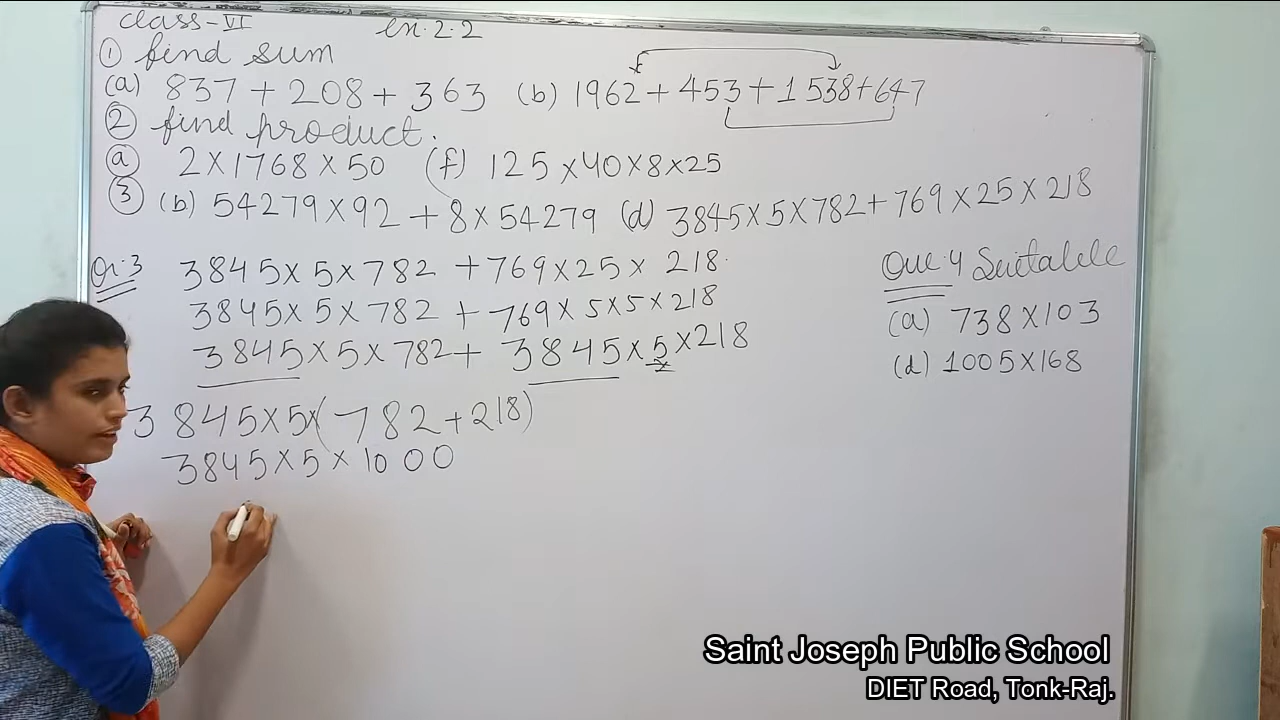 class-VI ex.2.2
① find sum
(a) 837 + 208 + 363 (b) 1962 + 453 + 1538 + 647
② find product.
ⓐ 2 × 1768 × 50 (f) 125 × 40 × 8 × 25
③ (b) 54279 × 92 + 8 × 54279 (d) 3845 × 5 × 782 + 769 × 25 × 218
Qn.3 3845 × 5 × 782 + 769 × 25 × 218
3845 × 5 × 782 + 769 × 5 × 5 × 218
3845 × 5 × 782 + 3845 × 5 × 218
3845 × 5 × (782 + 218)
3845 × 5 × 1000
Que.4 Suitable
(a) 738 × 103
(d) 1005 × 168
Saint Joseph Public School
DIET Road, Tonk-Raj.